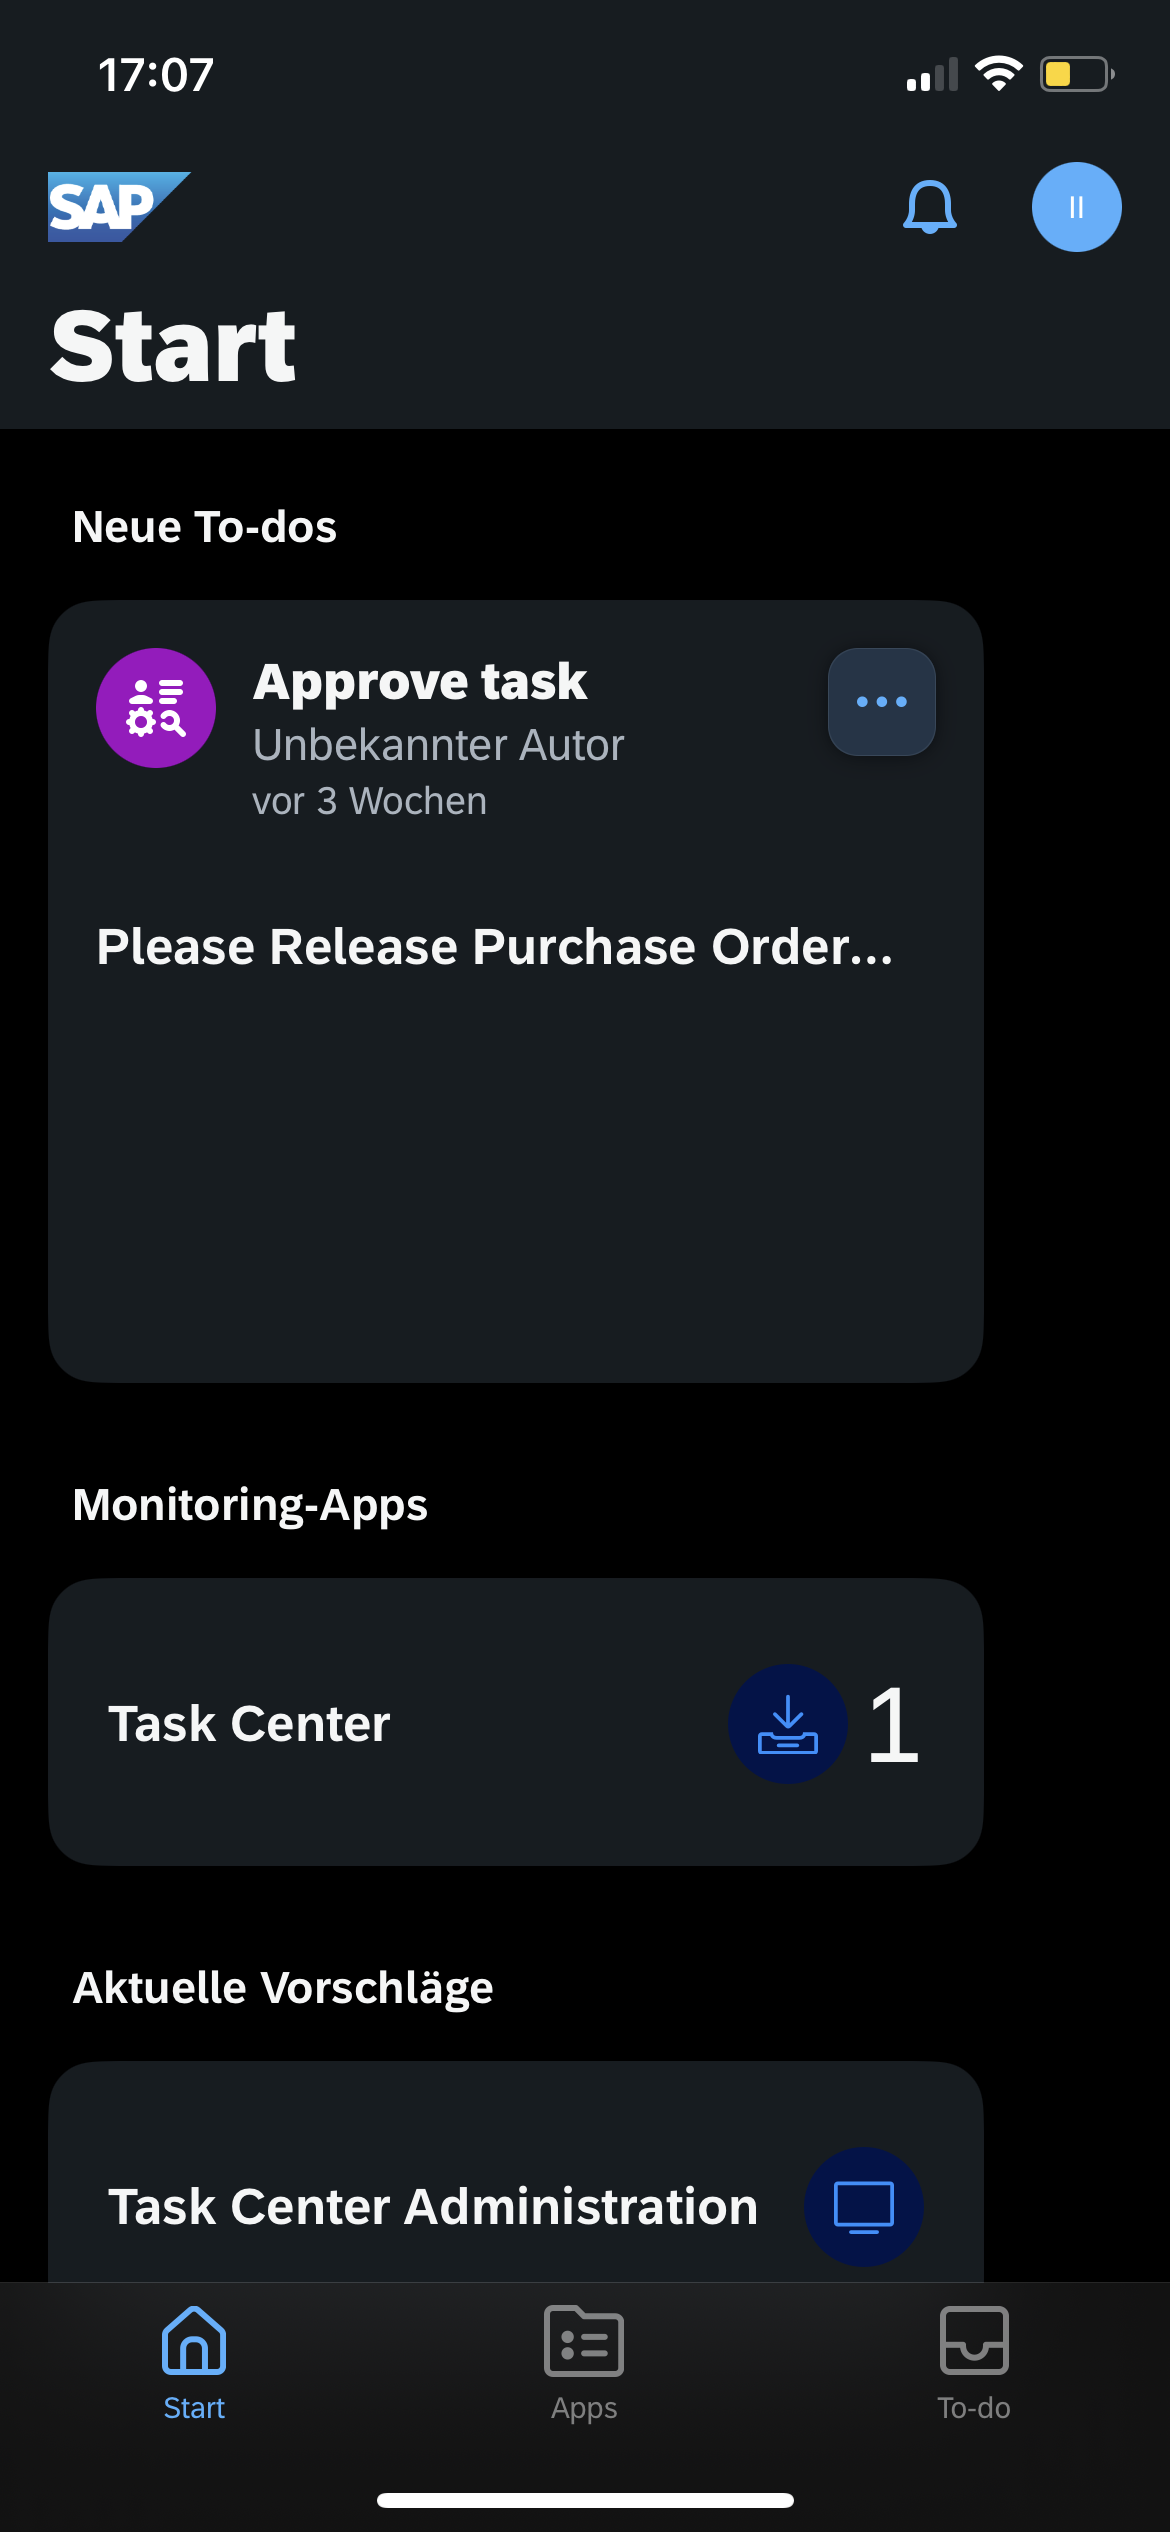 17:07
SAP
II
Start
Neue To-dos
Approve task
Unbekannter Autor
vor 3 Wochen
Please Release Purchase Order...
Monitoring-Apps
Task Center
1
Aktuelle Vorschläge
Task Center Administration
Start
Apps
To-do